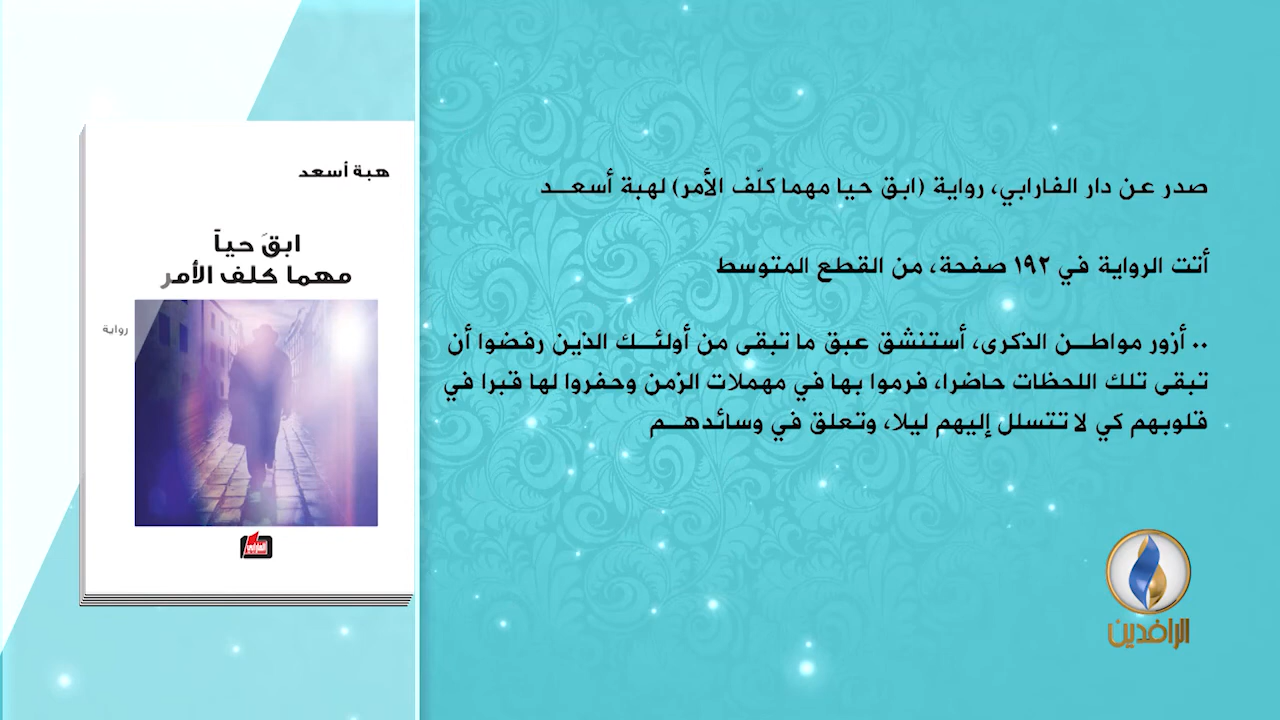 هبة أسعد
ابقَ حياً
مهما كلف الأمر
رواية
الفارابي
صدر عن دار الفارابي، رواية (ابق حيا مهما كلّف الأمر) لهبة أسعـــد
أتت الرواية في ١٩٢ صفحة، من القطع المتوسط
.. أزور مواطـــن الذكرى، أستنشق عبق ما تبقى من أولئـــك الذين رفضوا أن
تبقى تلك اللحظات حاضرا، فرموا بها في مهملات الزمن وحفروا لها قبرا في
قلوبهم كي لا تتسلل إليهم ليلا، وتعلق في وسائدهـــم
الرافدين